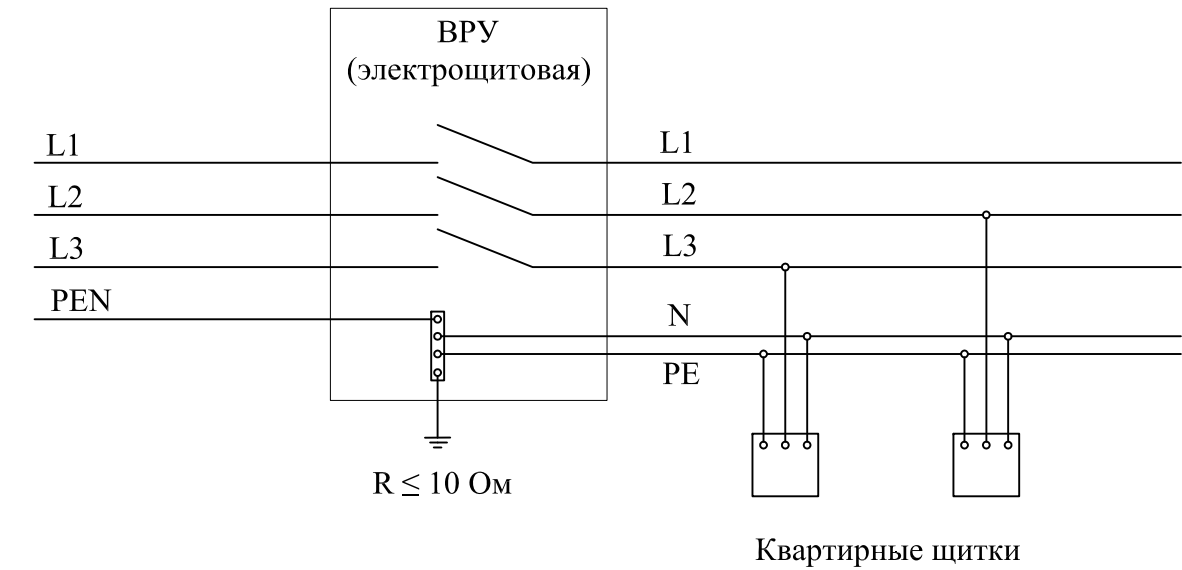 ВРУ
(электрощитовая)
L1
L1
L2
L2
L3
L3
PEN
N
PE
R ≤ 10 Ом
Квартирные щитки